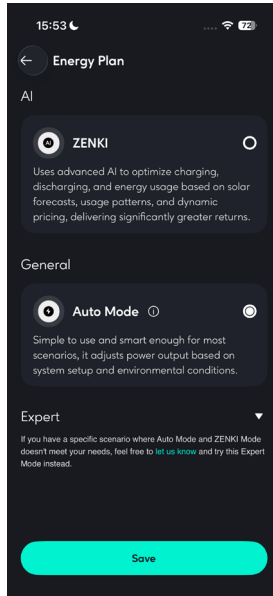 15:53
72
Energy Plan
AI
AI
ZENKI
Uses advanced AI to optimize charging,
discharging, and energy usage based on solar
forecasts, usage patterns, and dynamic
pricing, delivering significantly greater returns.
General
Auto Mode
Simple to use and smart enough for most
scenarios, it adjusts power output based on
system setup and environmental conditions.
Expert
If you have a specific scenario where Auto Mode and ZENKI Mode
doesn't meet your needs, feel free to let us know and try this Expert
Mode instead.
Save